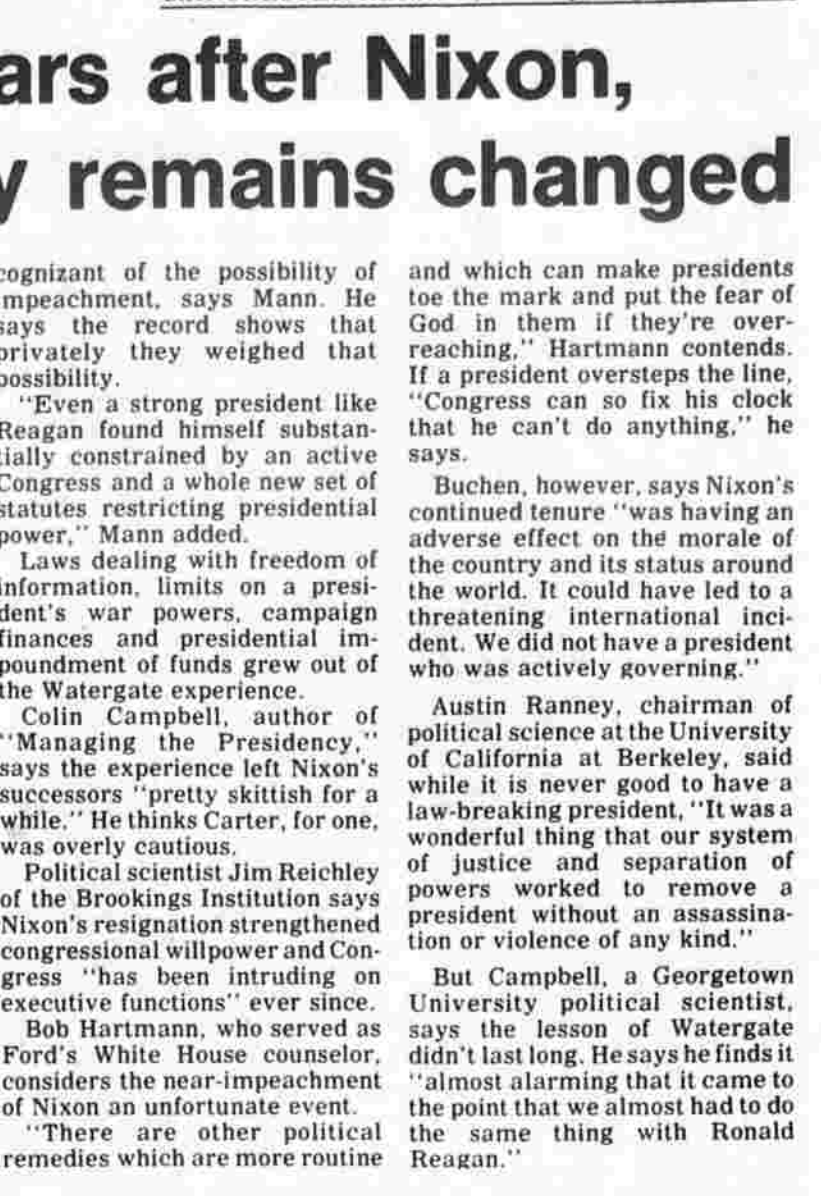 ars after Nixon,
y remains changed
cognizant of the possibility of
impeachment, says Mann. He
says the record shows that
privately they weighed that
possibility.
"Even a strong president like
Reagan found himself substan-
tially constrained by an active
Congress and a whole new set of
statutes restricting presidential
power," Mann added.
Laws dealing with freedom of
information, limits on a presi-
dent's war powers, campaign
finances and presidential im-
poundment of funds grew out of
the Watergate experience.
Colin Campbell, author of
"Managing the Presidency,"
says the experience left Nixon's
successors "pretty skittish for a
while." He thinks Carter, for one,
was overly cautious.
Political scientist Jim Reichley
of the Brookings Institution says
Nixon's resignation strengthened
congressional willpower and Con-
gress "has been intruding on
executive functions" ever since.
Bob Hartmann, who served as
Ford's White House counselor,
considers the near-impeachment
of Nixon an unfortunate event.
"There are other political
remedies which are more routine
and which can make presidents
toe the mark and put the fear of
God in them if they're over-
reaching," Hartmann contends.
If a president oversteps the line,
"Congress can so fix his clock
that he can't do anything," he
says.
Buchen, however, says Nixon's
continued tenure "was having an
adverse effect on the morale of
the country and its status around
the world. It could have led to a
threatening international inci-
dent. We did not have a president
who was actively governing."
Austin Ranney, chairman of
political science at the University
of California at Berkeley, said
while it is never good to have a
law-breaking president, "It was a
wonderful thing that our system
of justice and separation of
powers worked to remove a
president without an assassina-
tion or violence of any kind."
But Campbell, a Georgetown
University political scientist,
says the lesson of Watergate
didn't last long. He says he finds it
"almost alarming that it came to
the point that we almost had to do
the same thing with Ronald
Reagan."